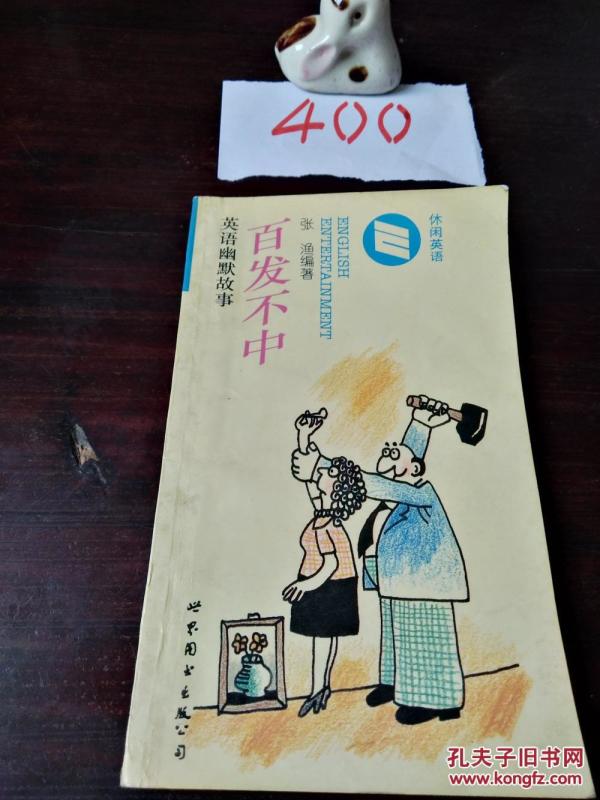 400
休闲英语
ENGLISH
ENTERTAINMENT
张渔编著
百发不中
英语幽默故事
世界图书出版公司
孔夫子旧书网
www.kongfz.com